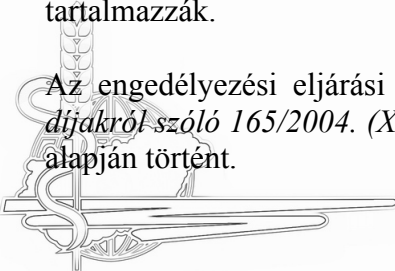 tartalmazzák.
Az engedélyezési eljárási
díjakról szóló 165/2004. (X
alapján történt.